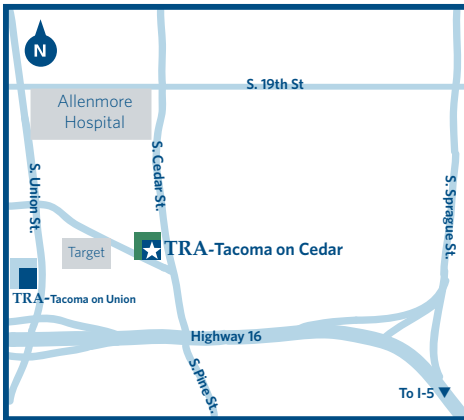 N
S. 19th St
Allenmore
Hospital
S. Union St.
S. Cedar St.
S. Sprague St.
TRA-Tacoma on Cedar
Target
TRA-Tacoma on Union
Highway 16
S.Pine St.
To I-5